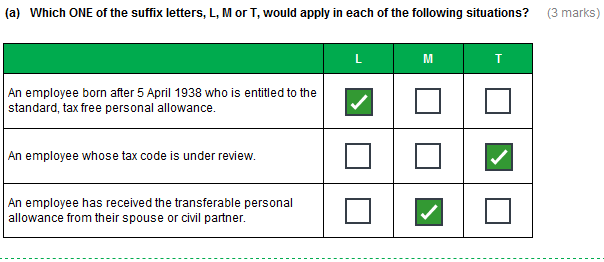 (a) Which ONE of the suffix letters, L, M or T, would apply in each of the following situations? (3 marks)
L M T
An employee born after 5 April 1938 who is entitled to the
standard, tax free personal allowance.
An employee whose tax code is under review.
An employee has received the transferable personal
allowance from their spouse or civil partner.